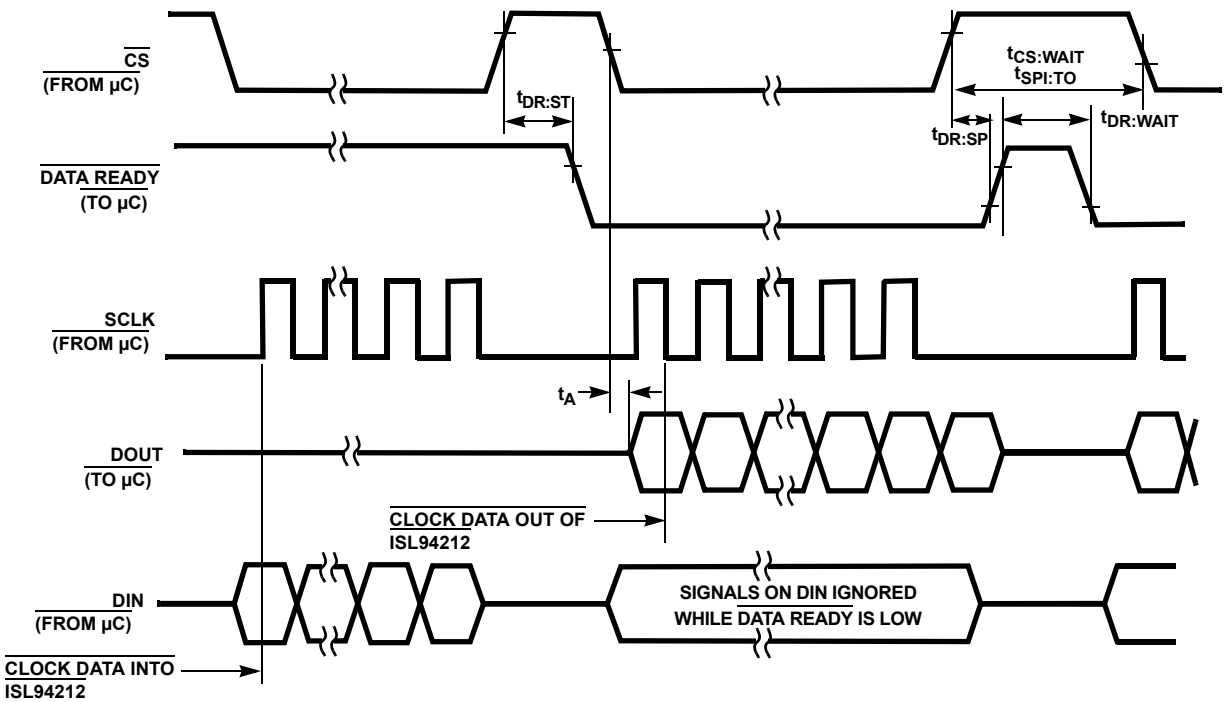 CS
(FROM µC)
tDR:ST
tCS:WAIT
tSPI:TO
tDR:SP
tDR:WAIT
DATA READY
(TO µC)
SCLK
(FROM µC)
tA
DOUT
(TO µC)
CLOCK DATA OUT OF
ISL94212
DIN
(FROM µC)
SIGNALS ON DIN IGNORED
WHILE DATA READY IS LOW
CLOCK DATA INTO
ISL94212